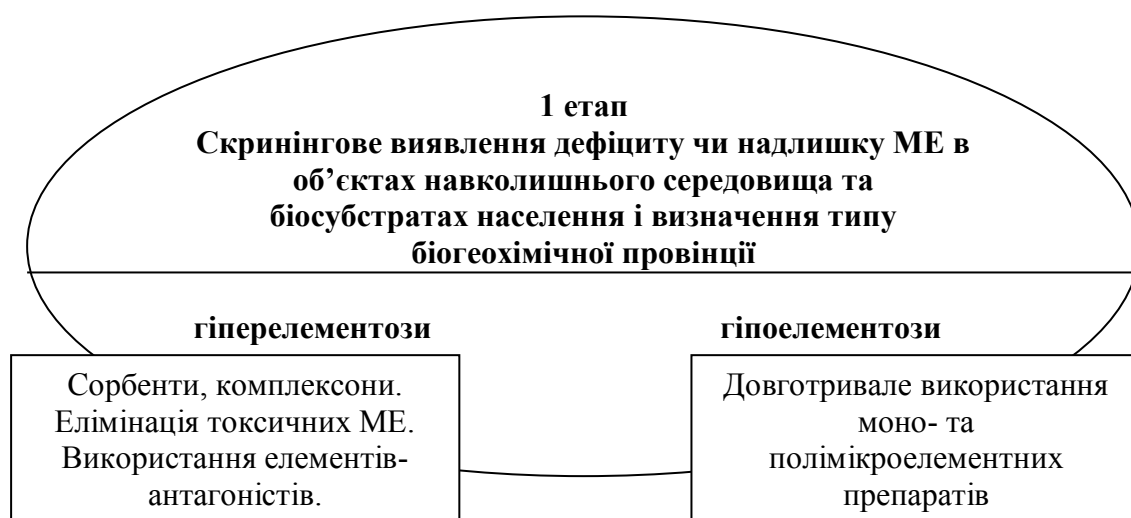 1 етап
Скринінгове виявлення дефіциту чи надлишку МЕ в
об’єктах навколишнього середовища та
біосубстратах населення і визначення типу
біогеохімічної провінції
гіперелементози
гіпоелементози
Сорбенти, комплексони.
Елімінація токсичних МЕ.
Використання елементів-
антагоністів.
Довготривале використання
моно- та
полімікроелементних
препаратів